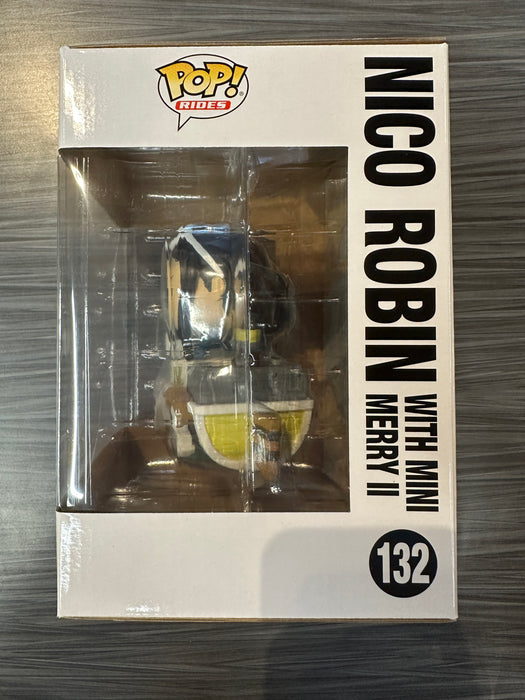 POP!
RIDES
NICO ROBIN
WITH MINI
MERRY II
132